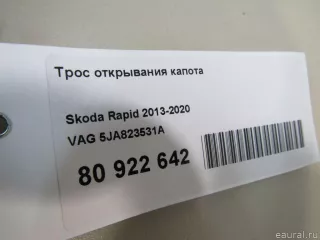 Трос открывания капота
Skoda Rapid 2013-2020
VAG 5JA823531A
80 922 642
eaural.ru